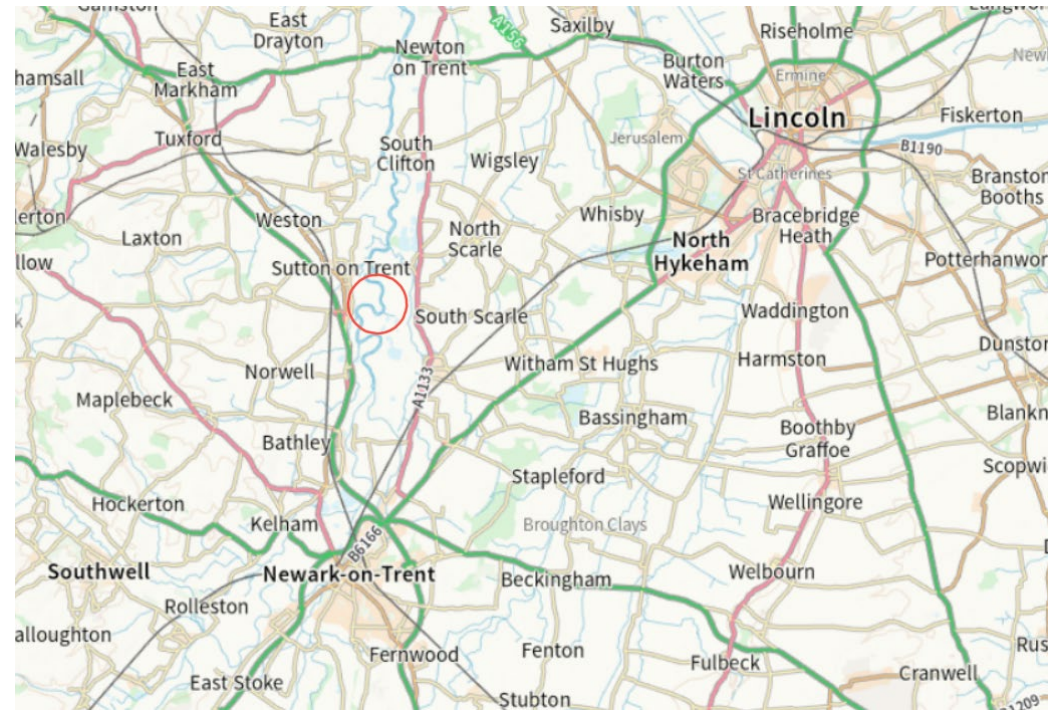 East
Drayton
A156
Saxilby
Riseholme
Newton
on Trent
Burton
Waters
Ermine
hamsall
East
Markham
Lincoln
Fiskerton
Tuxford
South
Clifton
Jerusalem
B1190
Walesby
Wigsley
St Catherines
Branston
Booths
lerton
Weston
Whisby
Bracebridge
Heath
Laxton
North
Scarle
North
Hykeham
llow
Sutton on Trent
Potterhanwor
South Scarle
Waddington
Norwell
Witham St Hughs
Harmston
Dunston
A1133
Maplebeck
Bassingham
Boothby
Graffoe
Blankn
Bathley
Stapleford
Scopwi
Hockerton
Wellingore
Kelham
Broughton Clays
B6166
Southwell
Newark-on-Trent
Beckingham
Welbourn
Rolleston
alloughton
Fernwood
Fenton
Fulbeck
Rus
East Stoke
Cranwell
Stubton